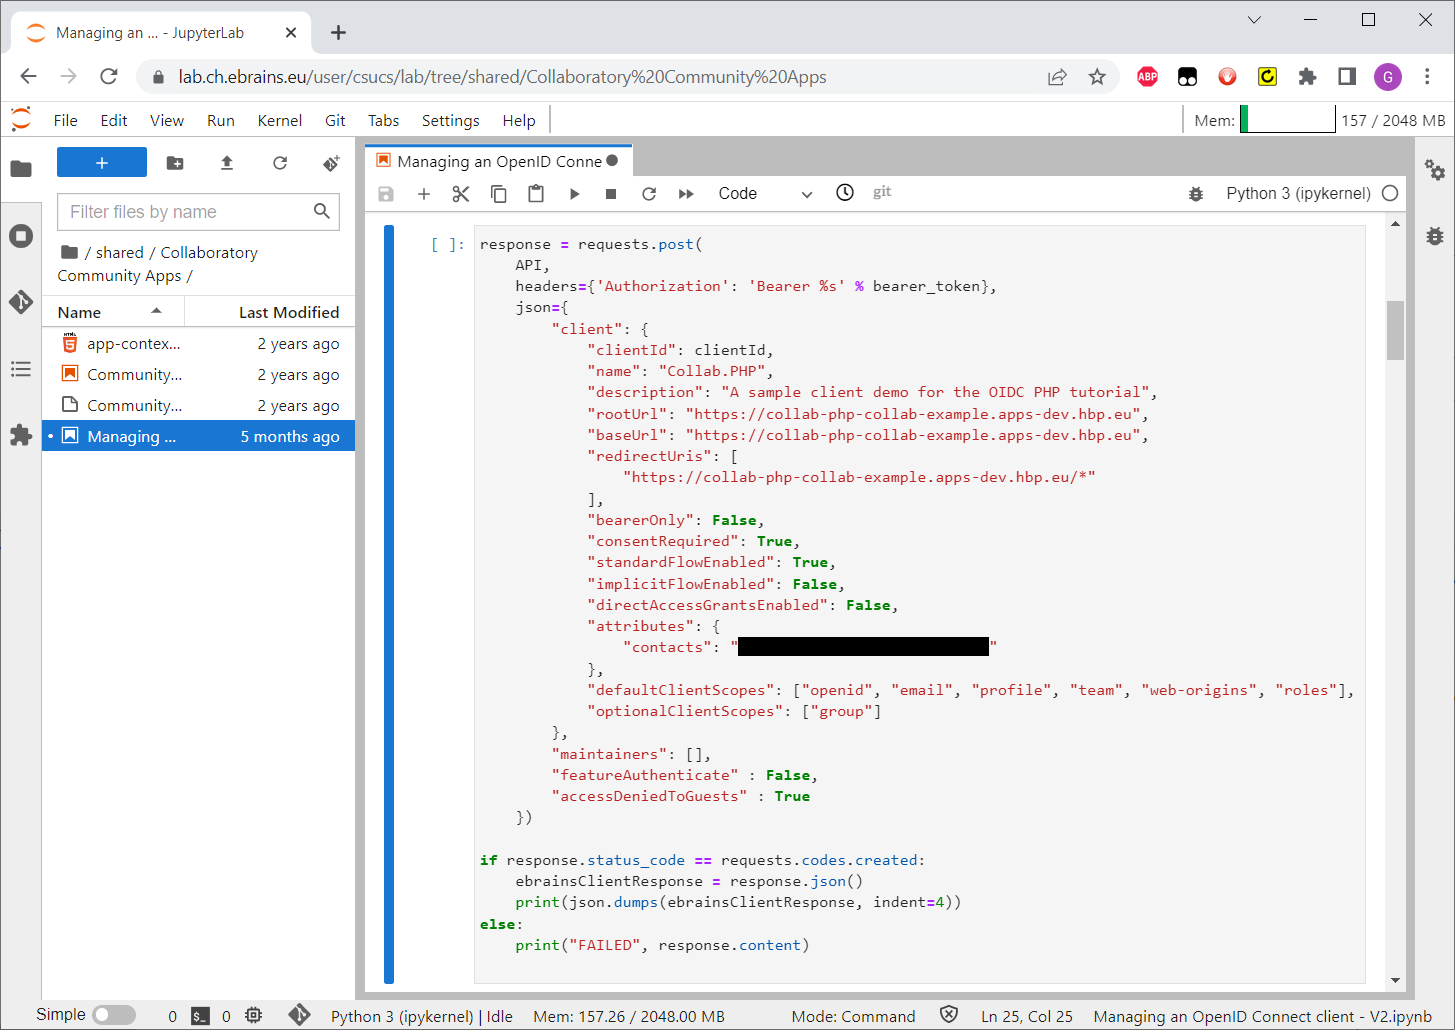 Managing an ... - JupyterLab
lab.ch.ebrains.eu/user/csucs/lab/tree/shared/Collaboratory%20Community%20Apps
ABP
G
File Edit View Run Kernel Git Tabs Settings Help
Mem: 157 / 2048 MB
Managing an OpenID Conne
Code
git
Python 3 (ipykernel)
Filter files by name
/ shared / Collaboratory
Community Apps /
Name Last Modified
app-contex... 2 years ago
Community... 2 years ago
Community... 2 years ago
Managing ... 5 months ago
[ ]: response = requests.post(
API,
headers={'Authorization': 'Bearer %s' % bearer_token},
json={
"client": {
"clientId": clientId,
"name": "Collab.PHP",
"description": "A sample client demo for the OIDC PHP tutorial",
"rootUrl": "https://collab-php-collab-example.apps-dev.hbp.eu",
"baseUrl": "https://collab-php-collab-example.apps-dev.hbp.eu",
"redirectUris": [
"https://collab-php-collab-example.apps-dev.hbp.eu/*"
],
"bearerOnly": False,
"consentRequired": True,
"standardFlowEnabled": True,
"implicitFlowEnabled": False,
"directAccessGrantsEnabled": False,
"attributes": {
"contacts": ""
},
"defaultClientScopes": ["openid", "email", "profile", "team", "web-origins", "roles"],
"optionalClientScopes": ["group"]
},
"maintainers": [],
"featureAuthenticate" : False,
"accessDeniedToGuests" : True
})
if response.status_code == requests.codes.created:
ebrainsClientResponse = response.json()
print(json.dumps(ebrainsClientResponse, indent=4))
else:
print("FAILED", response.content)
Simple 0 $_ 0 Python 3 (ipykernel) | Idle Mem: 157.26 / 2048.00 MB Mode: Command Ln 25, Col 25 Managing an OpenID Connect client - V2.ipynb